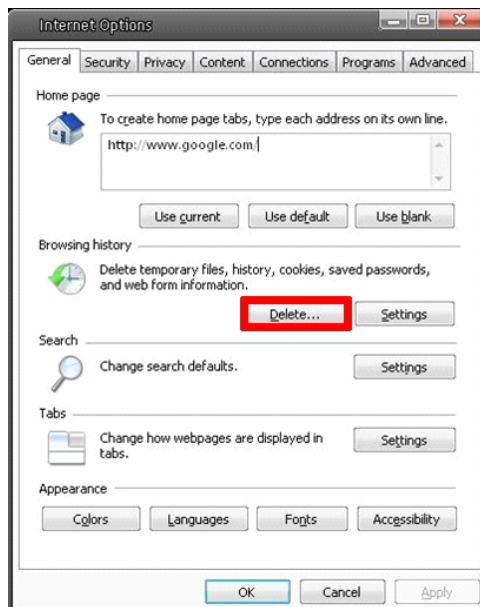 Internet Options
General Security Privacy Content Connections Programs Advanced
Home page
To create home page tabs, type each address on its own line.
http://www.google.com/
Use current Use default Use blank
Browsing history
Delete temporary files, history, cookies, saved passwords,
and web form information.
Delete... Settings
Search
Change search defaults. Settings
Tabs
Change how webpages are displayed in
tabs.
Settings
Appearance
Colors Languages Fonts Accessibility
OK Cancel Apply